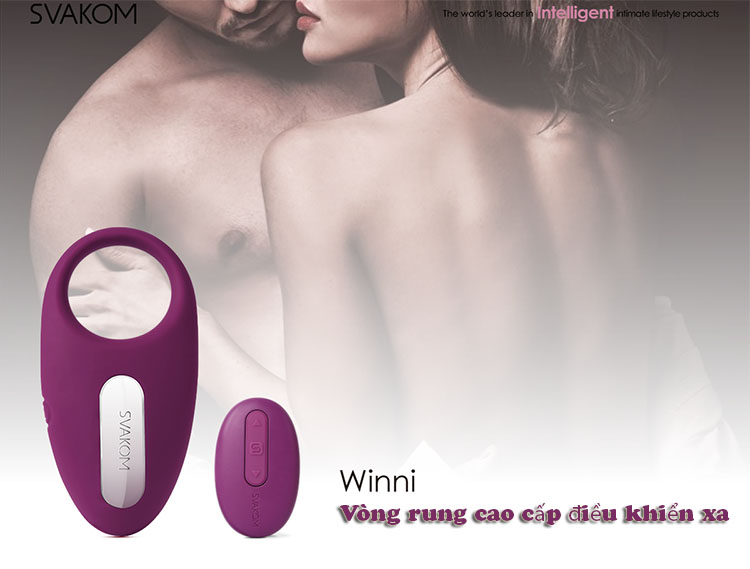 SVAKOM
The world's leader in Intelligent intimate lifestyle products
SVAKOM
SVAKOM
Winni
Vòng rung cao cấp điều khiển xa